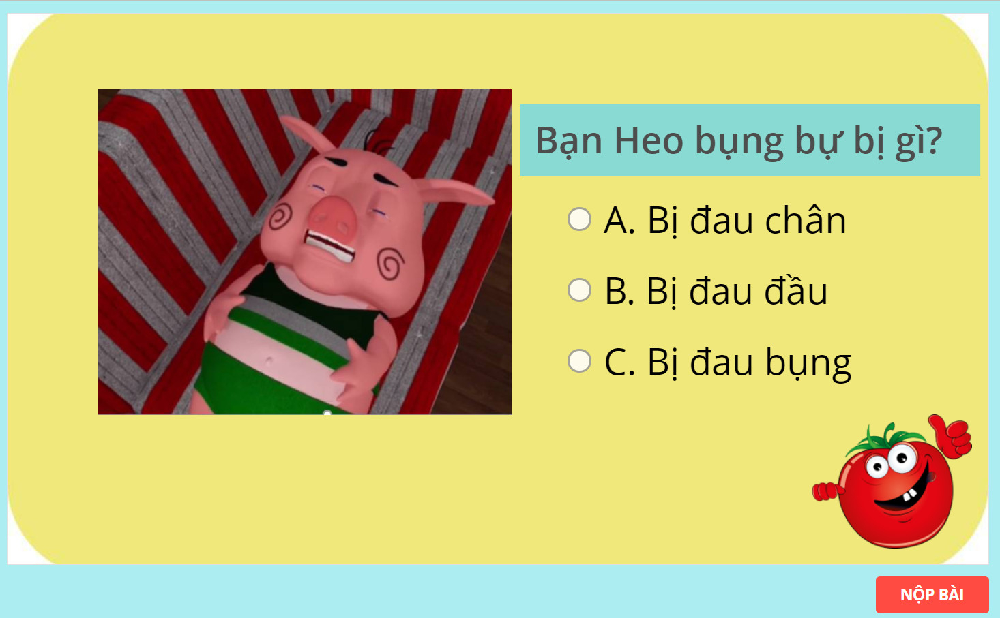 Bạn Heo bụng bự bị gì?
A. Bị đau chân
B. Bị đau đầu
C. Bị đau bụng
NỘP BÀI